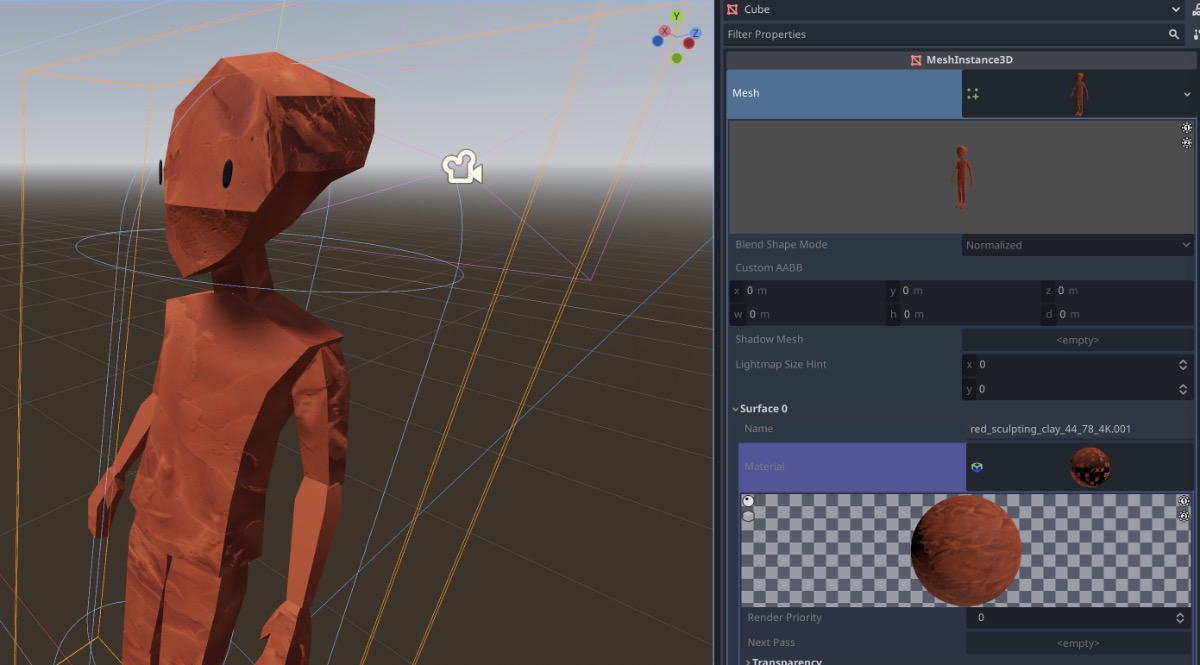 Y
X
Z
Cube
Filter Properties
MeshInstance3D
Mesh
Blend Shape Mode Normalized
Custom AABB
x 0 m y 0 m z 0 m
w 0 m h 0 m d 0 m
Shadow Mesh <empty>
Lightmap Size Hint x 0
y 0
Surface 0
Name red_sculpting_clay_44_78_4K.001
Material
Render Priority 0
Next Pass <empty>
Transparency